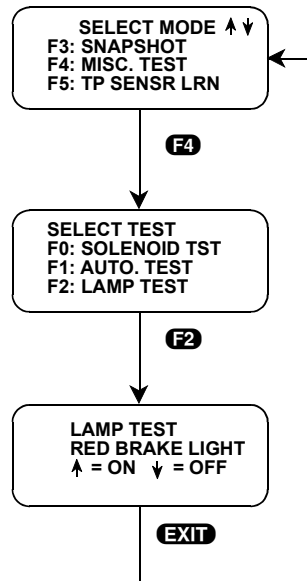 SELECT MODE ↑↓
F3: SNAPSHOT
F4: MISC. TEST
F5: TP SENSR LRN
F4
SELECT TEST
F0: SOLENOID TST
F1: AUTO. TEST
F2: LAMP TEST
F2
LAMP TEST
RED BRAKE LIGHT
↑ = ON ↓ = OFF
EXIT